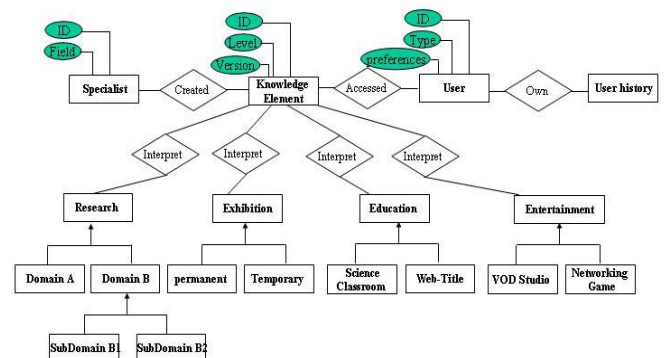 ID
ID
ID
Field
Level
Type
Version
preferences
Specialist
Created
Knowledge
Element
Accessed
User
Own
User history
Interpret
Interpret
Interpret
Interpret
Research
Exhibition
Education
Entertainment
Domain A
Domain B
permanent
Temporary
Science
Classroom
Web-Title
VOD Studio
Networking
Game
SubDomain B1
SubDomain B2